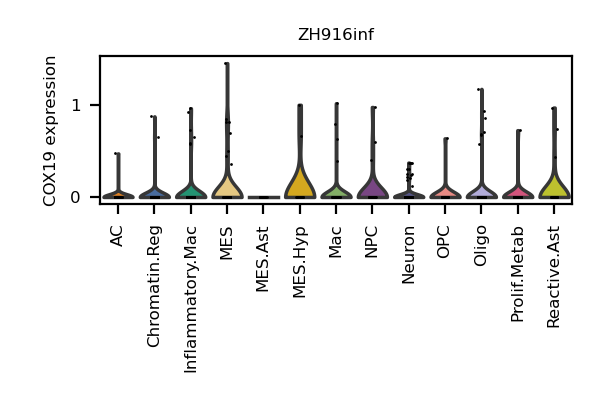 ZH916inf
COX19 expression
1
0
AC
Chromatin.Reg
Inflammatory.Mac
MES
MES.Ast
MES.Hyp
Mac
NPC
Neuron
OPC
Oligo
Prolif.Metab
Reactive.Ast